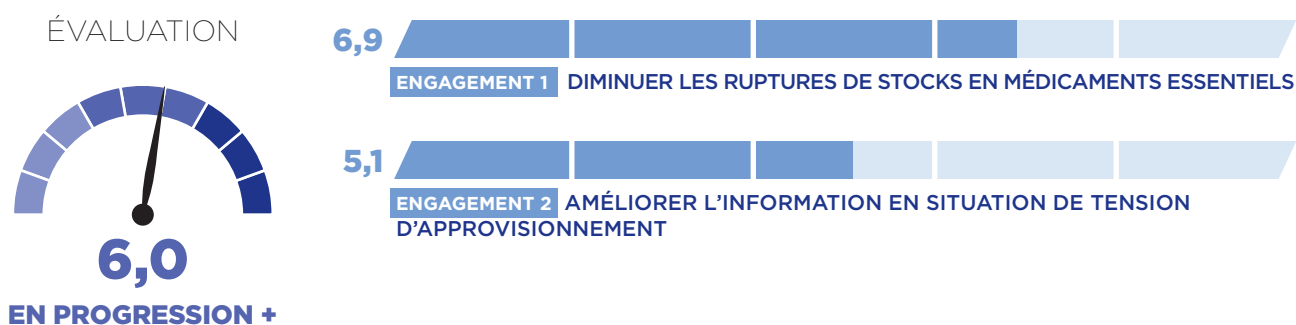 ÉVALUATION
6,0
EN PROGRESSION +
6,9
ENGAGEMENT 1 DIMINUER LES RUPTURES DE STOCKS EN MÉDICAMENTS ESSENTIELS
5,1
ENGAGEMENT 2 AMÉLIORER L’INFORMATION EN SITUATION DE TENSION
D’APPROVISIONNEMENT